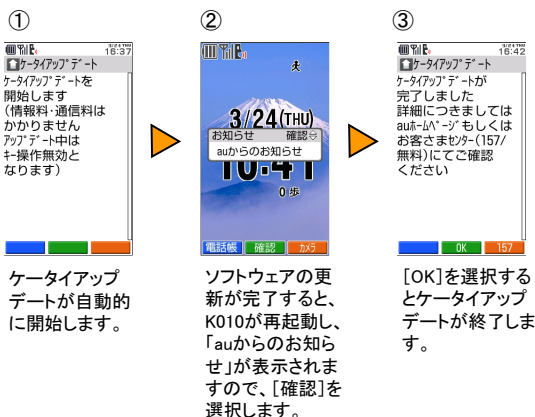 ①
3/24 THU
16:37
ケータイアップデート
ケータイアップデートを
開始します
(情報料・通信料は
かかりません
アップデート中は
キー操作無効と
なります)
ケータイアップ
デートが自動的
に開始します。
②
3/24(THU)
お知らせ 確認
auからのお知らせ
16:41
0歩
電話帳 確認 カメラ
ソフトウェアの更
新が完了すると、
K010が再起動し、
「auからのお知ら
せ」が表示されま
すので、［確認］を
選択します。
③
3/24 THU
16:42
ケータイアップデート
ケータイアップデートが
完了しました
詳細につきましては
auホームページもしくは
お客さまセンター(157/
無料)にてご確認
ください
OK 157
［OK］を選択する
とケータイアップ
デートが終了しま
す。